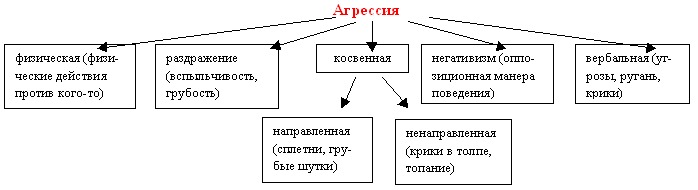 Агрессия
физическая (физи-
ческие действия
против кого-то)
раздражение
(вспыльчивость,
грубость)
косвенная
негативизм (оппо-
зиционная манера
поведения)
вербальная (уг-
розы, ругань,
крики)
направленная
(сплетни, гру-
бые шутки)
ненаправленная
(крики в толпе,
топание)